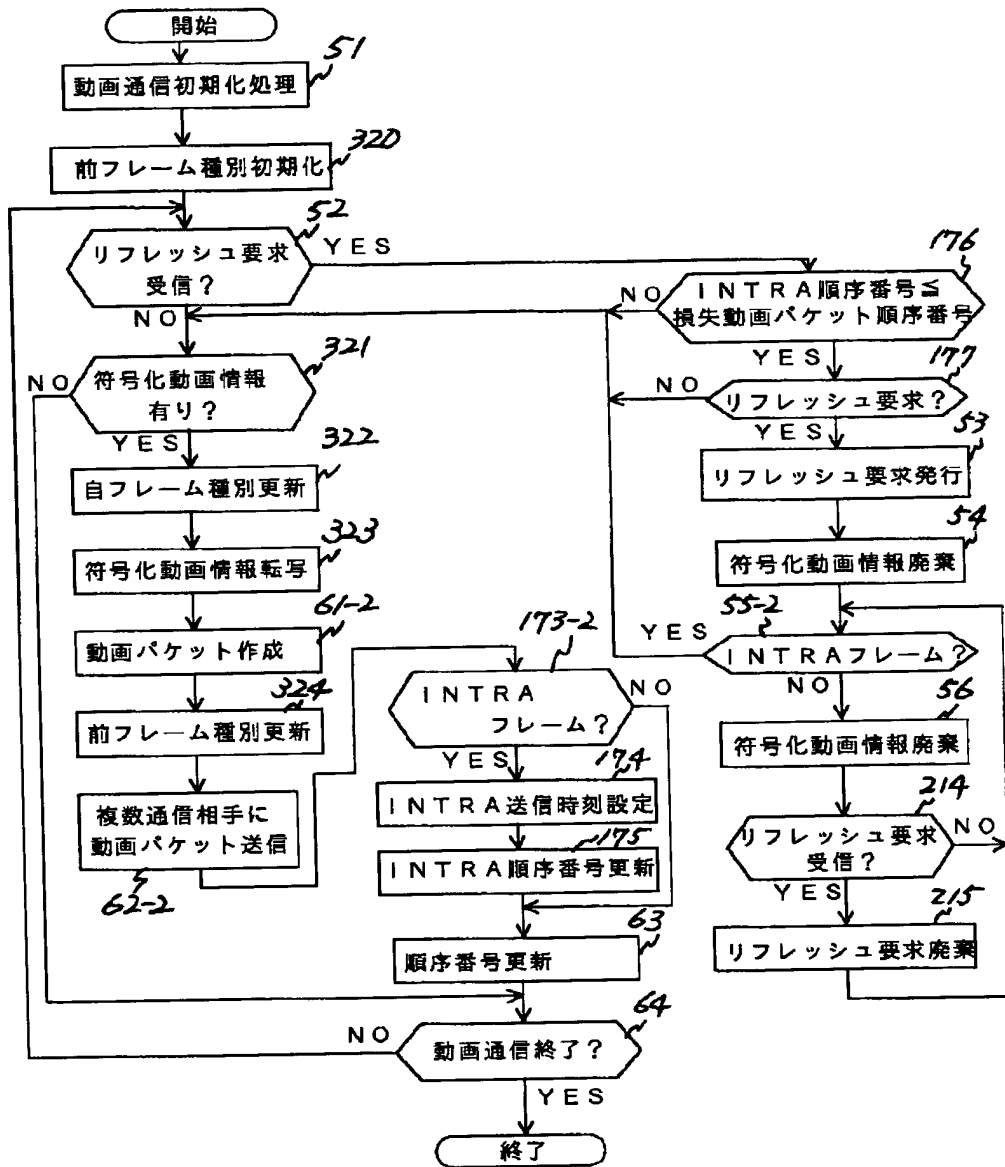 開始
51
動画通信初期化処理
320
前フレーム種別初期化
52
リフレッシュ要求
受信?
YES
NO
321
符号化動画情報
有り?
NO
YES
322
自フレーム種別更新
323
符号化動画情報転写
61-2
動画パケット作成
324
前フレーム種別更新
複数通信相手に
動画パケット送信
62-2
173-2
INTRA
フレーム?
NO
YES
174
INTRA送信時刻設定
175
INTRA順序番号更新
63
順序番号更新
64
動画通信終了?
NO
YES
終了
176
INTRA順序番号≦
損失動画パケット順序番号
NO
YES
177
リフレッシュ要求?
NO
YES
53
リフレッシュ要求発行
54
符号化動画情報廃棄
55-2
INTRAフレーム?
YES
NO
56
符号化動画情報廃棄
214
リフレッシュ要求
受信?
NO
YES
215
リフレッシュ要求廃棄